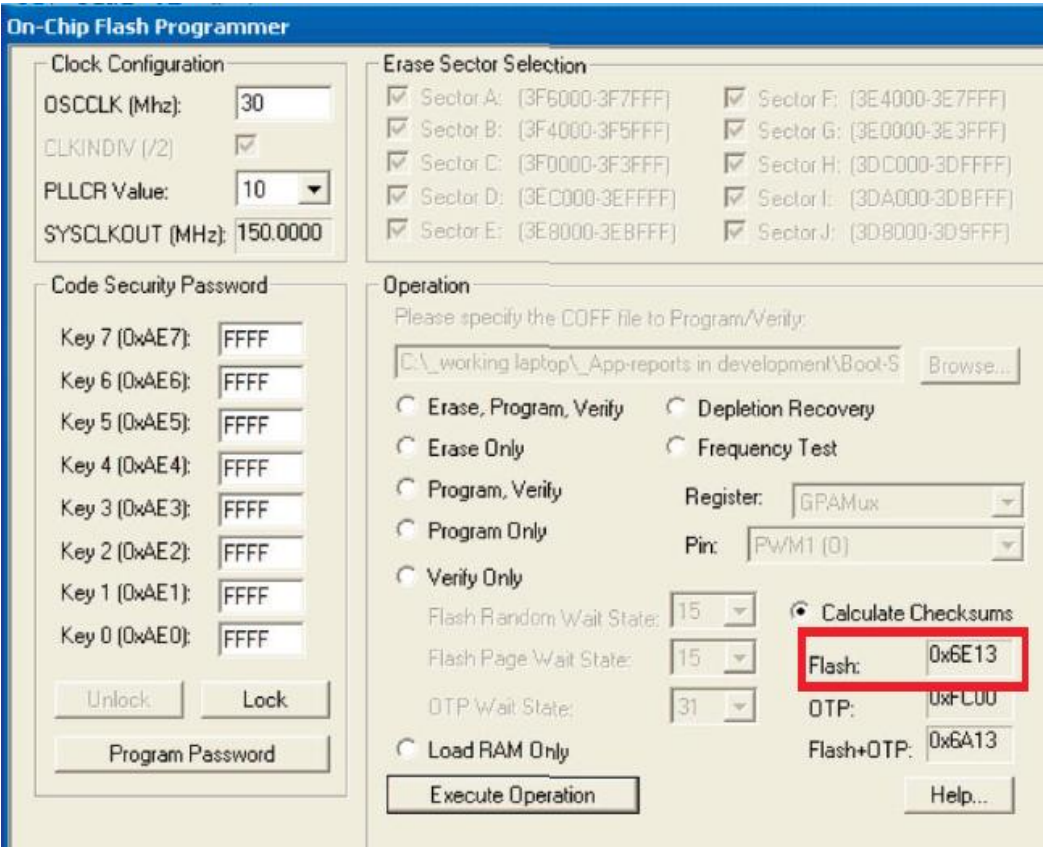 On-Chip Flash Programmer
Clock Configuration
OSCCLK (Mhz): 30
CLKINDIV (/2)
PLLCR Value: 10
SYSCLKOUT (MHz): 150.0000
Erase Sector Selection
Sector A: (3F6000-3F7FFF) Sector F: (3E4000-3E7FFF)
Sector B: (3F4000-3F5FFF) Sector G: (3E0000-3E3FFF)
Sector C: (3F0000-3F3FFF) Sector H: (3DC000-3DFFFF)
Sector D: (3EC000-3EFFFF) Sector I: (3DA000-3DBFFF)
Sector E: (3E8000-3EBFFF) Sector J: (3D8000-3D9FFF)
Code Security Password
Key 7 (0xAE7): FFFF
Key 6 (0xAE6): FFFF
Key 5 (0xAE5): FFFF
Key 4 (0xAE4): FFFF
Key 3 (0xAE3): FFFF
Key 2 (0xAE2): FFFF
Key 1 (0xAE1): FFFF
Key 0 (0xAE0): FFFF
Unlock Lock
Program Password
Operation
Please specify the COFF file to Program/Verify:
C:\_working laptop\_App-reports in development\Boot-S Browse...
Erase, Program, Verify Depletion Recovery
Erase Only Frequency Test
Program, Verify Register: GPAMux
Program Only Pin: PWM1 (0)
Verify Only
Flash Random Wait State: 15 Calculate Checksums
Flash Page Wait State: 15 Flash: 0x6E13
OTP Wait State: 31 OTP: 0xFC00
Load RAM Only Flash+OTP: 0x6A13
Execute Operation Help...